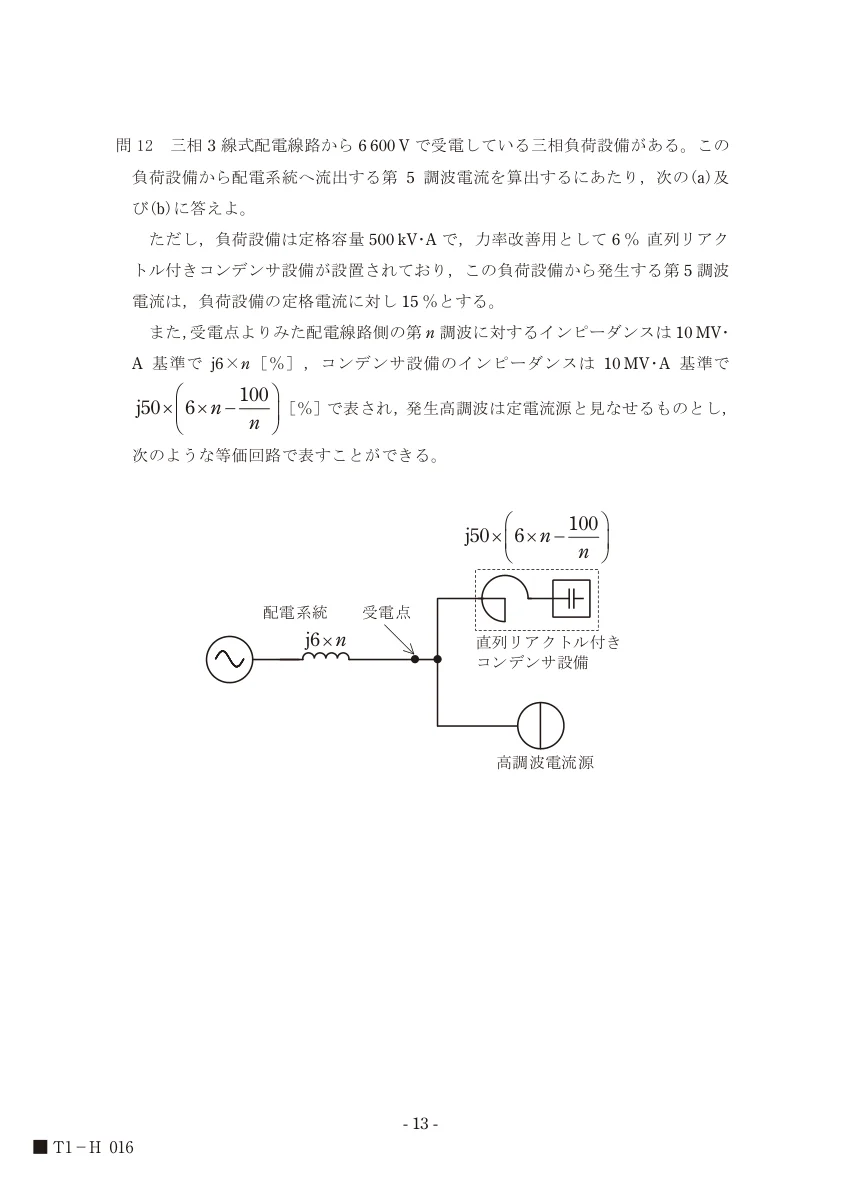 問 12　三相 3 線式配電線路から 6 600 V で受電している三相負荷設備がある。この
負荷設備から配電系統へ流出する第 5 調波電流を算出するにあたり，次の(a)及
び(b)に答えよ。
ただし，負荷設備は定格容量 500 kV･A で，力率改善用として 6 % 直列リアク
トル付きコンデンサ設備が設置されており，この負荷設備から発生する第 5 調波
電流は，負荷設備の定格電流に対し 15 %とする。
また，受電点よりみた配電線路側の第 n 調波に対するインピーダンスは 10 MV･
A 基準で j6×n［%］，コンデンサ設備のインピーダンスは 10 MV･A 基準で
j50×(6×n−100/n)［%］で表され，発生高調波は定電流源と見なせるものとし，
次のような等価回路で表すことができる。
j50×(6×n−100/n)
配電系統
受電点
j6×n
直列リアクトル付き
コンデンサ設備
高調波電流源
- 13 -
■ T1－H 016